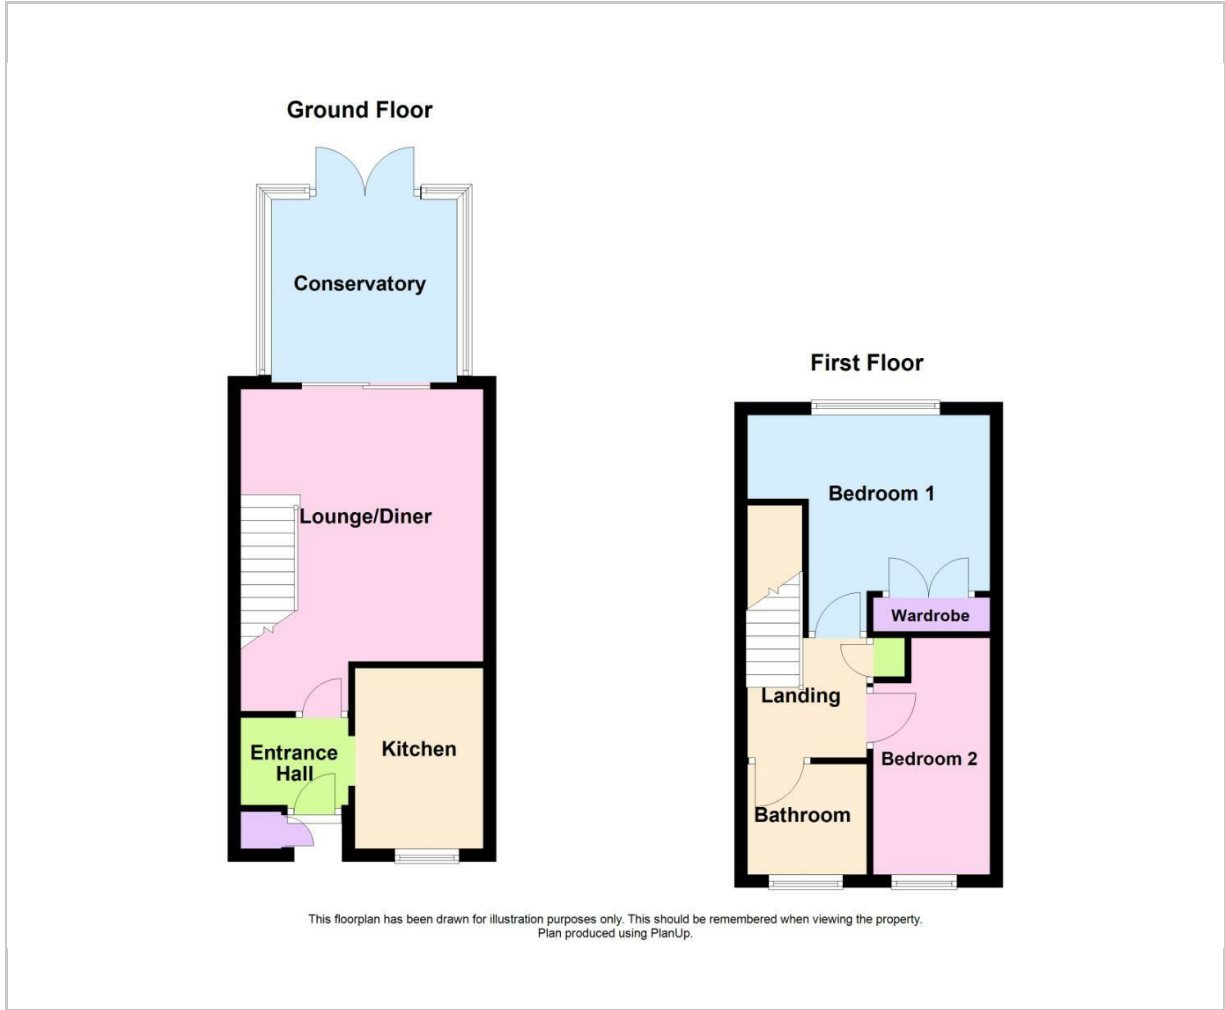 Ground Floor
Conservatory
Lounge/Diner
Entrance
Hall
Kitchen
First Floor
Bedroom 1
Wardrobe
Landing
Bedroom 2
Bathroom
This floorplan has been drawn for illustration purposes only. This should be remembered when viewing the property.
Plan produced using PlanUp.